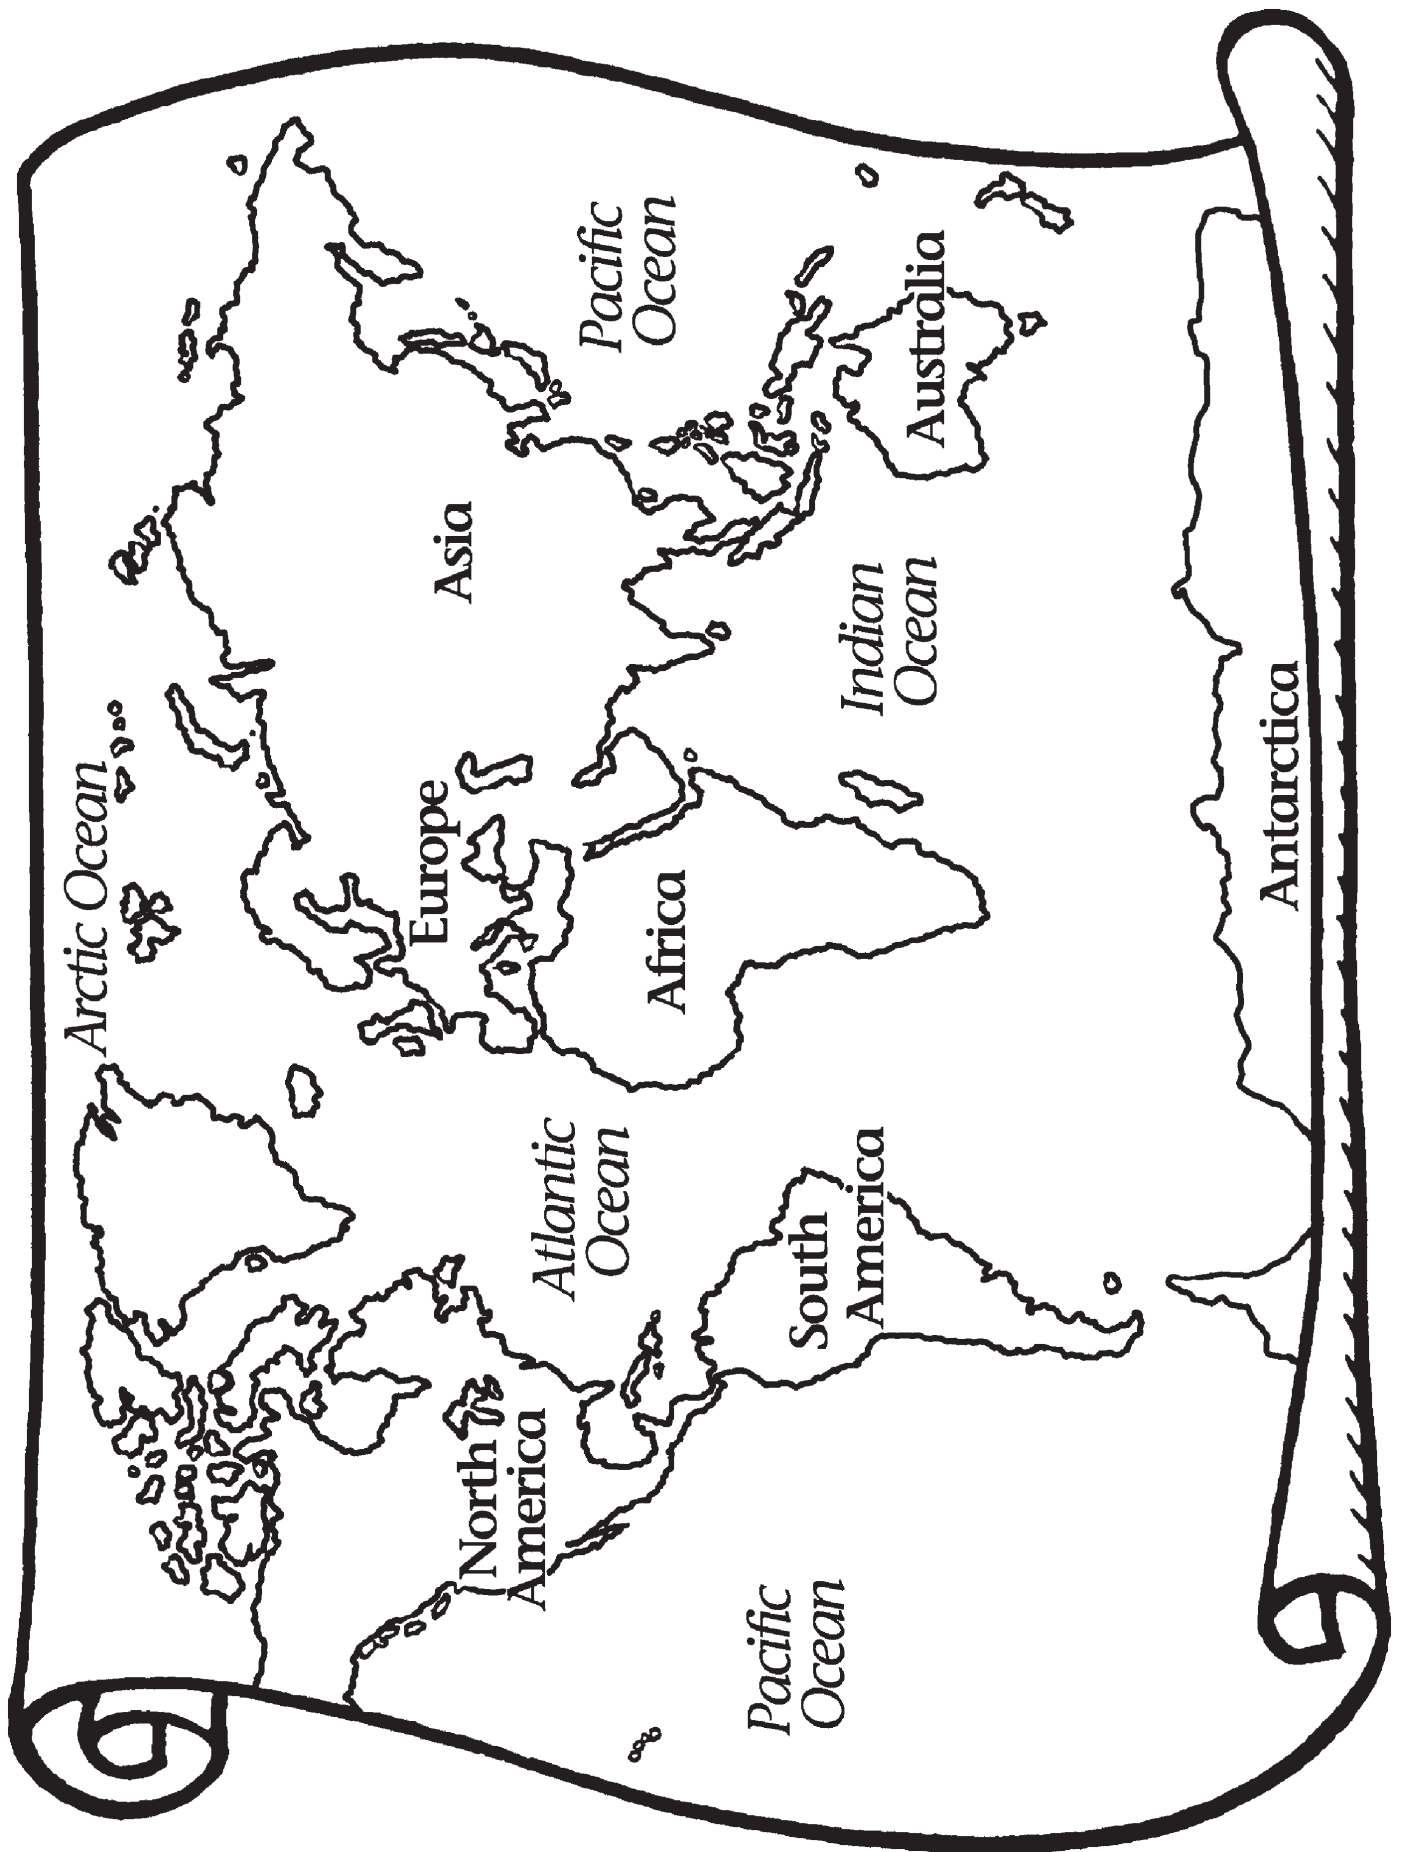 Arctic Ocean
Europe
Asia
North
America
Atlantic
Ocean
Pacific
Ocean
Africa
Pacific
Ocean
South
America
Indian
Ocean
Australia
Antarctica